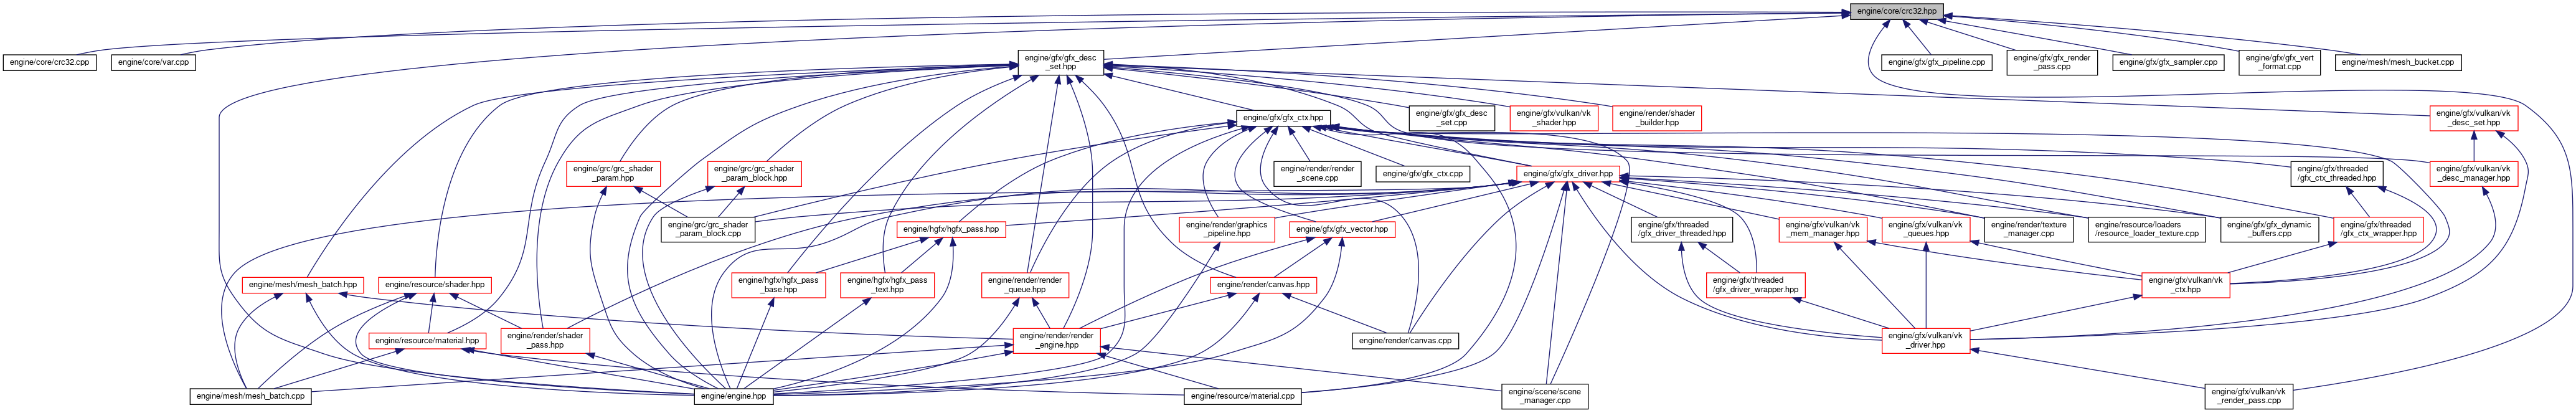 engine/core/crc32.hpp
engine/core/crc32.cpp
engine/core/var.cpp
engine/gfx/gfx_desc
_set.hpp
engine/gfx/gfx_pipeline.cpp
engine/gfx/gfx_render
_pass.cpp
engine/gfx/gfx_sampler.cpp
engine/gfx/gfx_vert
_format.cpp
engine/mesh/mesh_bucket.cpp
engine/gfx/gfx_ctx.hpp
engine/gfx/gfx_desc
_set.cpp
engine/gfx/vulkan/vk
_shader.hpp
engine/render/shader
_builder.hpp
engine/gfx/vulkan/vk
_desc_set.hpp
engine/grc/grc_shader
_param.hpp
engine/grc/grc_shader
_param_block.hpp
engine/render/render
_scene.cpp
engine/gfx/gfx_ctx.cpp
engine/gfx/gfx_driver.hpp
engine/gfx/threaded
/gfx_ctx_threaded.hpp
engine/gfx/vulkan/vk
_desc_manager.hpp
engine/grc/grc_shader
_param_block.cpp
engine/hgfx/hgfx_pass.hpp
engine/render/graphics
_pipeline.hpp
engine/gfx/gfx_vector.hpp
engine/gfx/threaded
/gfx_driver_threaded.hpp
engine/gfx/vulkan/vk
_mem_manager.hpp
engine/gfx/vulkan/vk
_queues.hpp
engine/render/texture
_manager.cpp
engine/resource/loaders
/resource_loader_texture.cpp
engine/gfx/gfx_dynamic
_buffers.cpp
engine/gfx/threaded
/gfx_ctx_wrapper.hpp
engine/mesh/mesh_batch.hpp
engine/resource/shader.hpp
engine/hgfx/hgfx_pass
_base.hpp
engine/hgfx/hgfx_pass
_text.hpp
engine/render/render
_queue.hpp
engine/render/canvas.hpp
engine/gfx/threaded
/gfx_driver_wrapper.hpp
engine/gfx/vulkan/vk
_ctx.hpp
engine/resource/material.hpp
engine/render/shader
_pass.hpp
engine/render/render
_engine.hpp
engine/render/canvas.cpp
engine/gfx/vulkan/vk
_driver.hpp
engine/mesh/mesh_batch.cpp
engine/engine.hpp
engine/resource/material.cpp
engine/scene/scene
_manager.cpp
engine/gfx/vulkan/vk
_render_pass.cpp